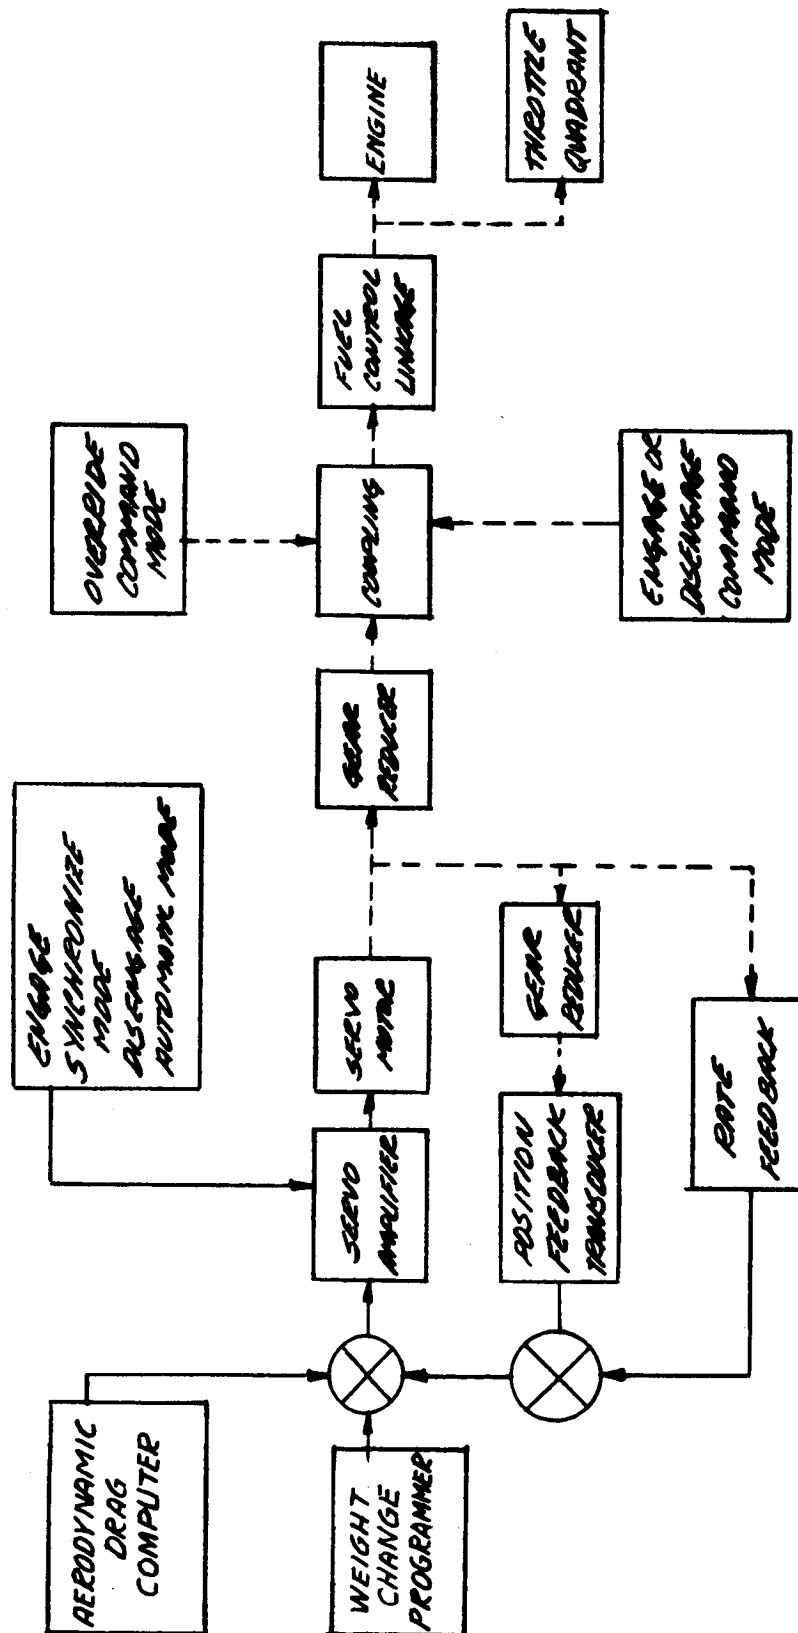 AERODYNAMIC
DRAG
COMPUTER
WEIGHT
CHANGE
PROGRAMMER
ENGAGE
SYNCHRONIZE
MODE
DISENGAGE
AUTOMATIC MODE
SERVO
AMPLIFIER
SERVO
MOTOR
POSITION
FEEDBACK
TRANSDUCER
GEAR
REDUCER
RATE
FEEDBACK
GEAR
REDUCER
OVERRIDE
COMMAND
MODE
COUPLING
ENGAGE OR
DISENGAGE
COMMAND
MODE
FUEL
CONTROL
LINKAGE
ENGINE
THROTTLE
QUADRANT